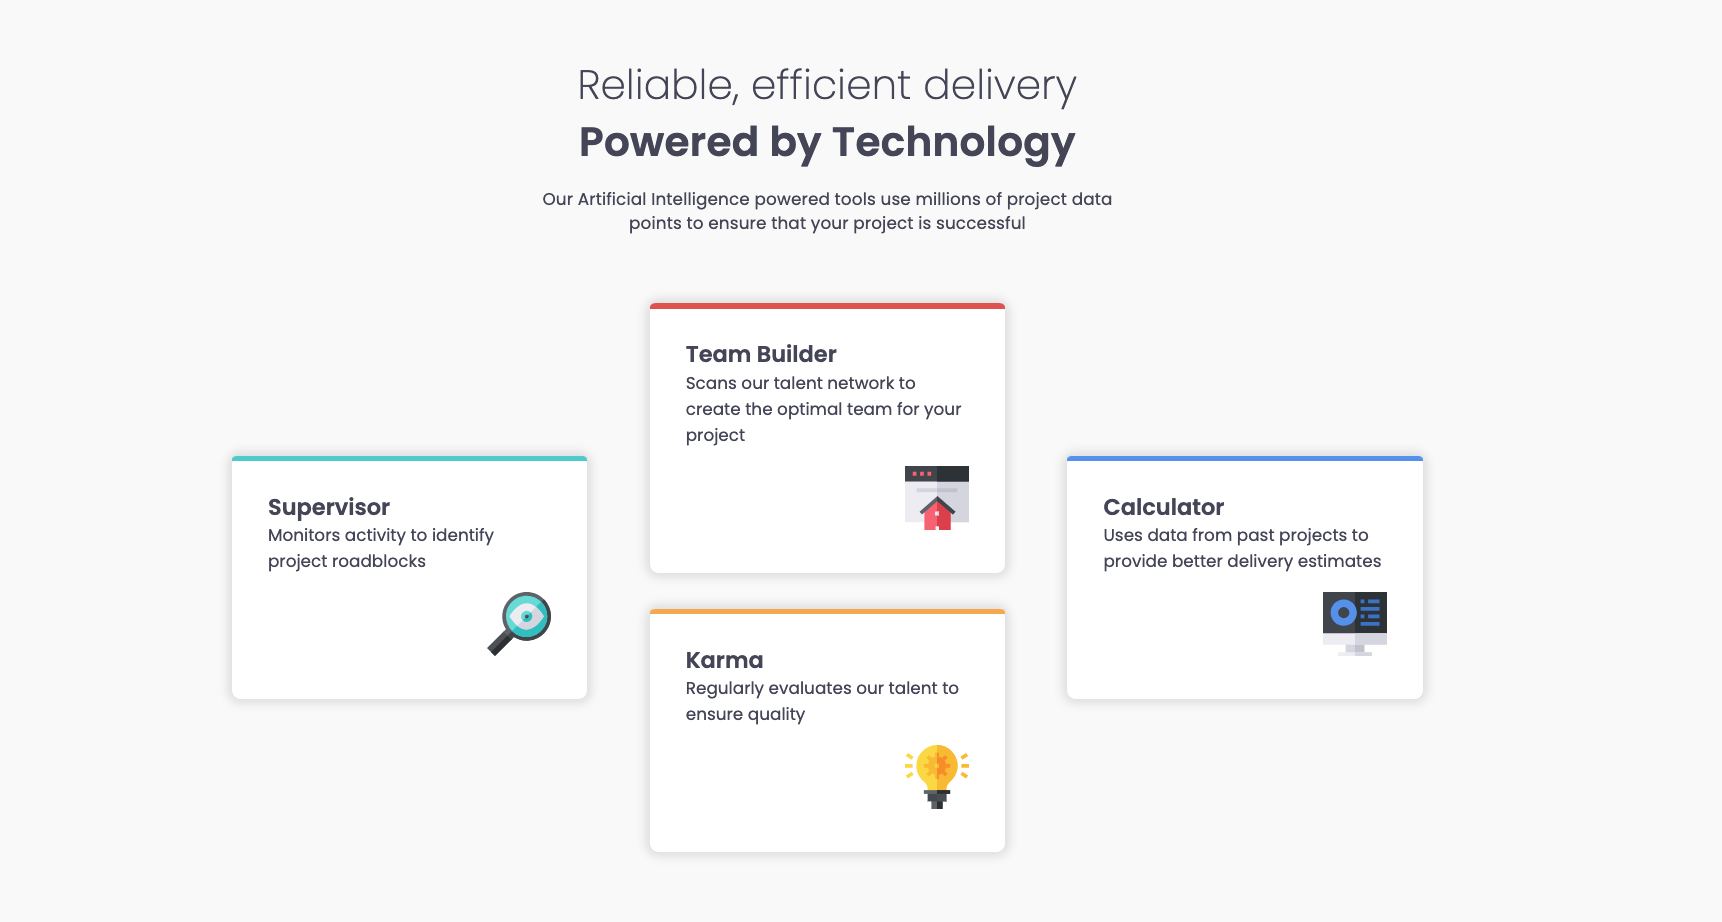 Reliable, efficient delivery
Powered by Technology
Our Artificial Intelligence powered tools use millions of project data
points to ensure that your project is successful
Team Builder
Scans our talent network to
create the optimal team for your
project
Supervisor
Monitors activity to identify
project roadblocks
Calculator
Uses data from past projects to
provide better delivery estimates
Karma
Regularly evaluates our talent to
ensure quality